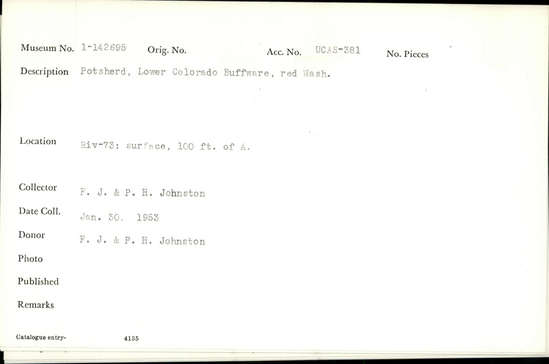 Museum No. 1-142695 Orig. No. Acc. No. UCAS-381 No. Pieces
Description Potsherd, Lower Colorado Buffware, red Wash.
Location Riv-73: surface, 100 ft. of A.
Collector F. J. & P. H. Johnston
Date Coll. Jan. 30. 1953
Donor F. J. & P. H. Johnston
Photo
Published
Remarks
Catalogue entry- 4135